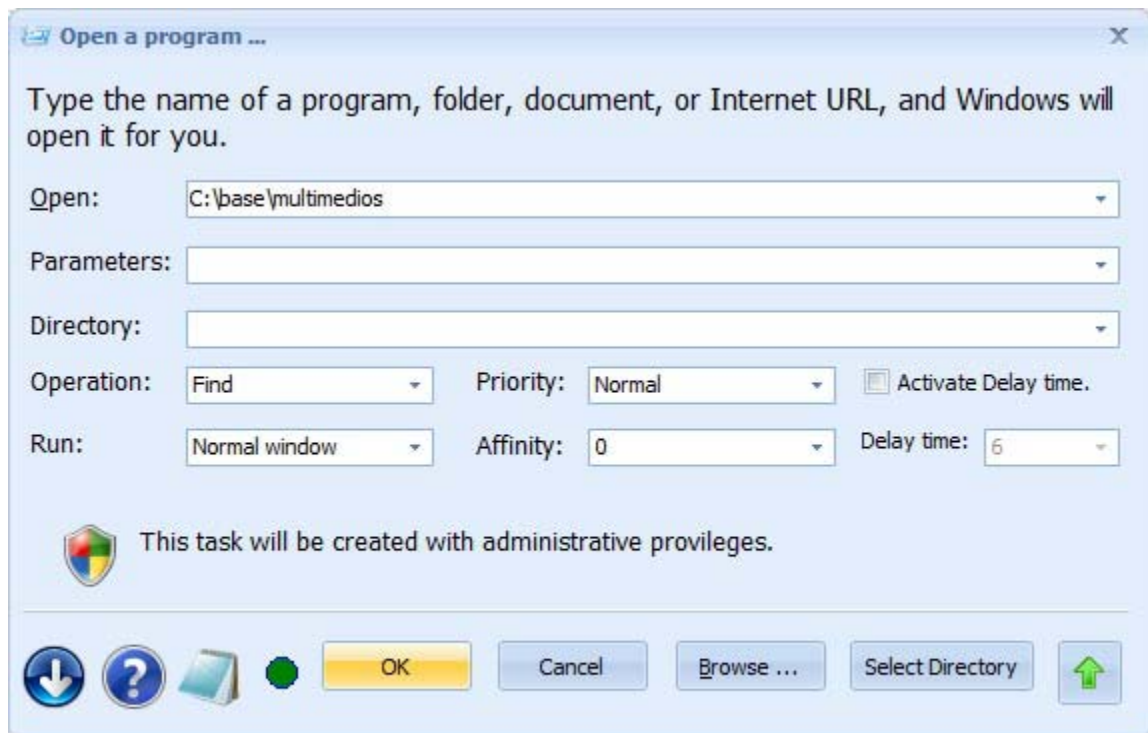 Open a program ...
Type the name of a program, folder, document, or Internet URL, and Windows will
open it for you.
Open: C:\base\multimedios
Parameters:
Directory:
Operation: Find Priority: Normal Activate Delay time.
Run: Normal window Affinity: 0 Delay time: 6
This task will be created with administrative provileges.
OK Cancel Browse ... Select Directory